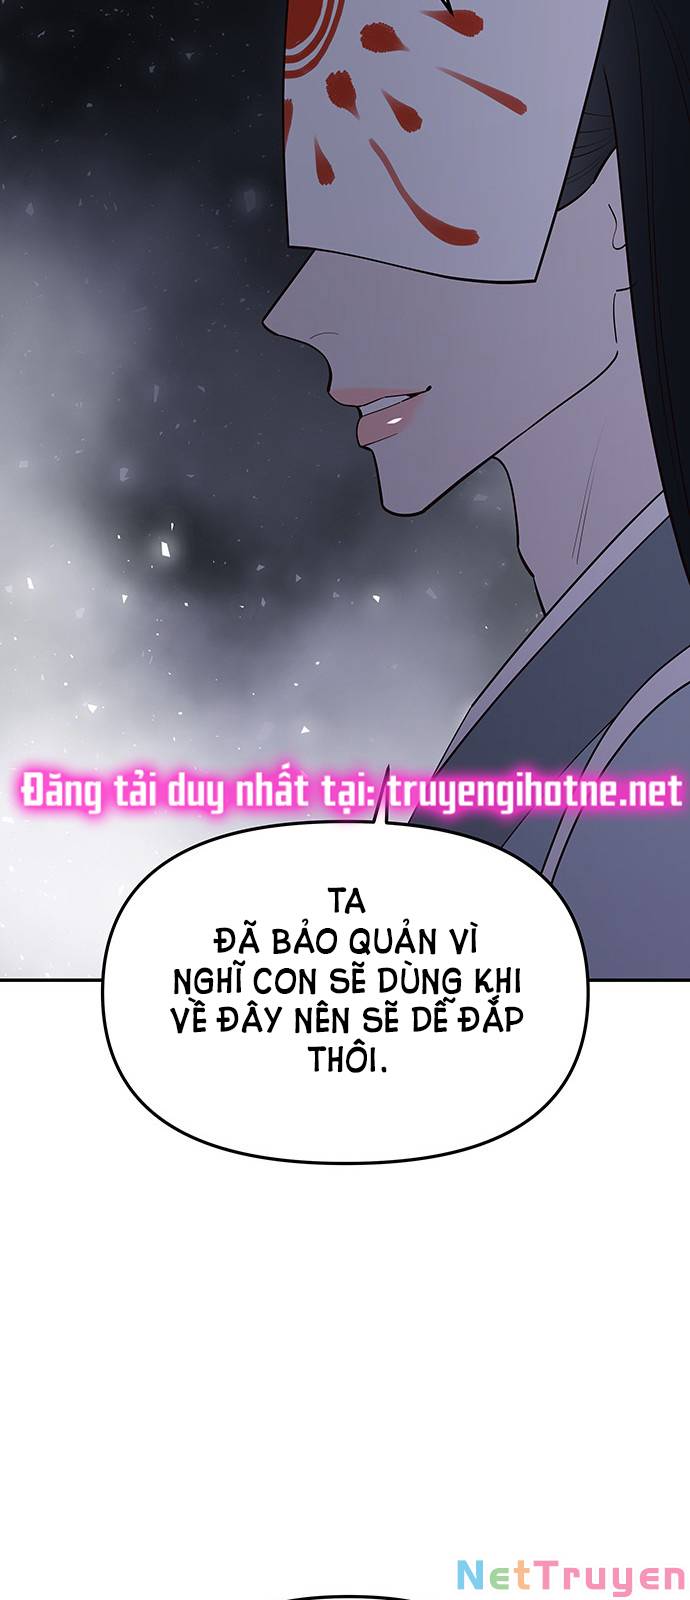 Đăng tải duy nhất tại: truyengihotne.net
TA
ĐÃ BẢO QUẢN VÌ
NGHĨ CON SẼ DÙNG KHI
VỀ ĐÂY NÊN SẼ DỄ ĐẮP
THÔI.
NetTruyen